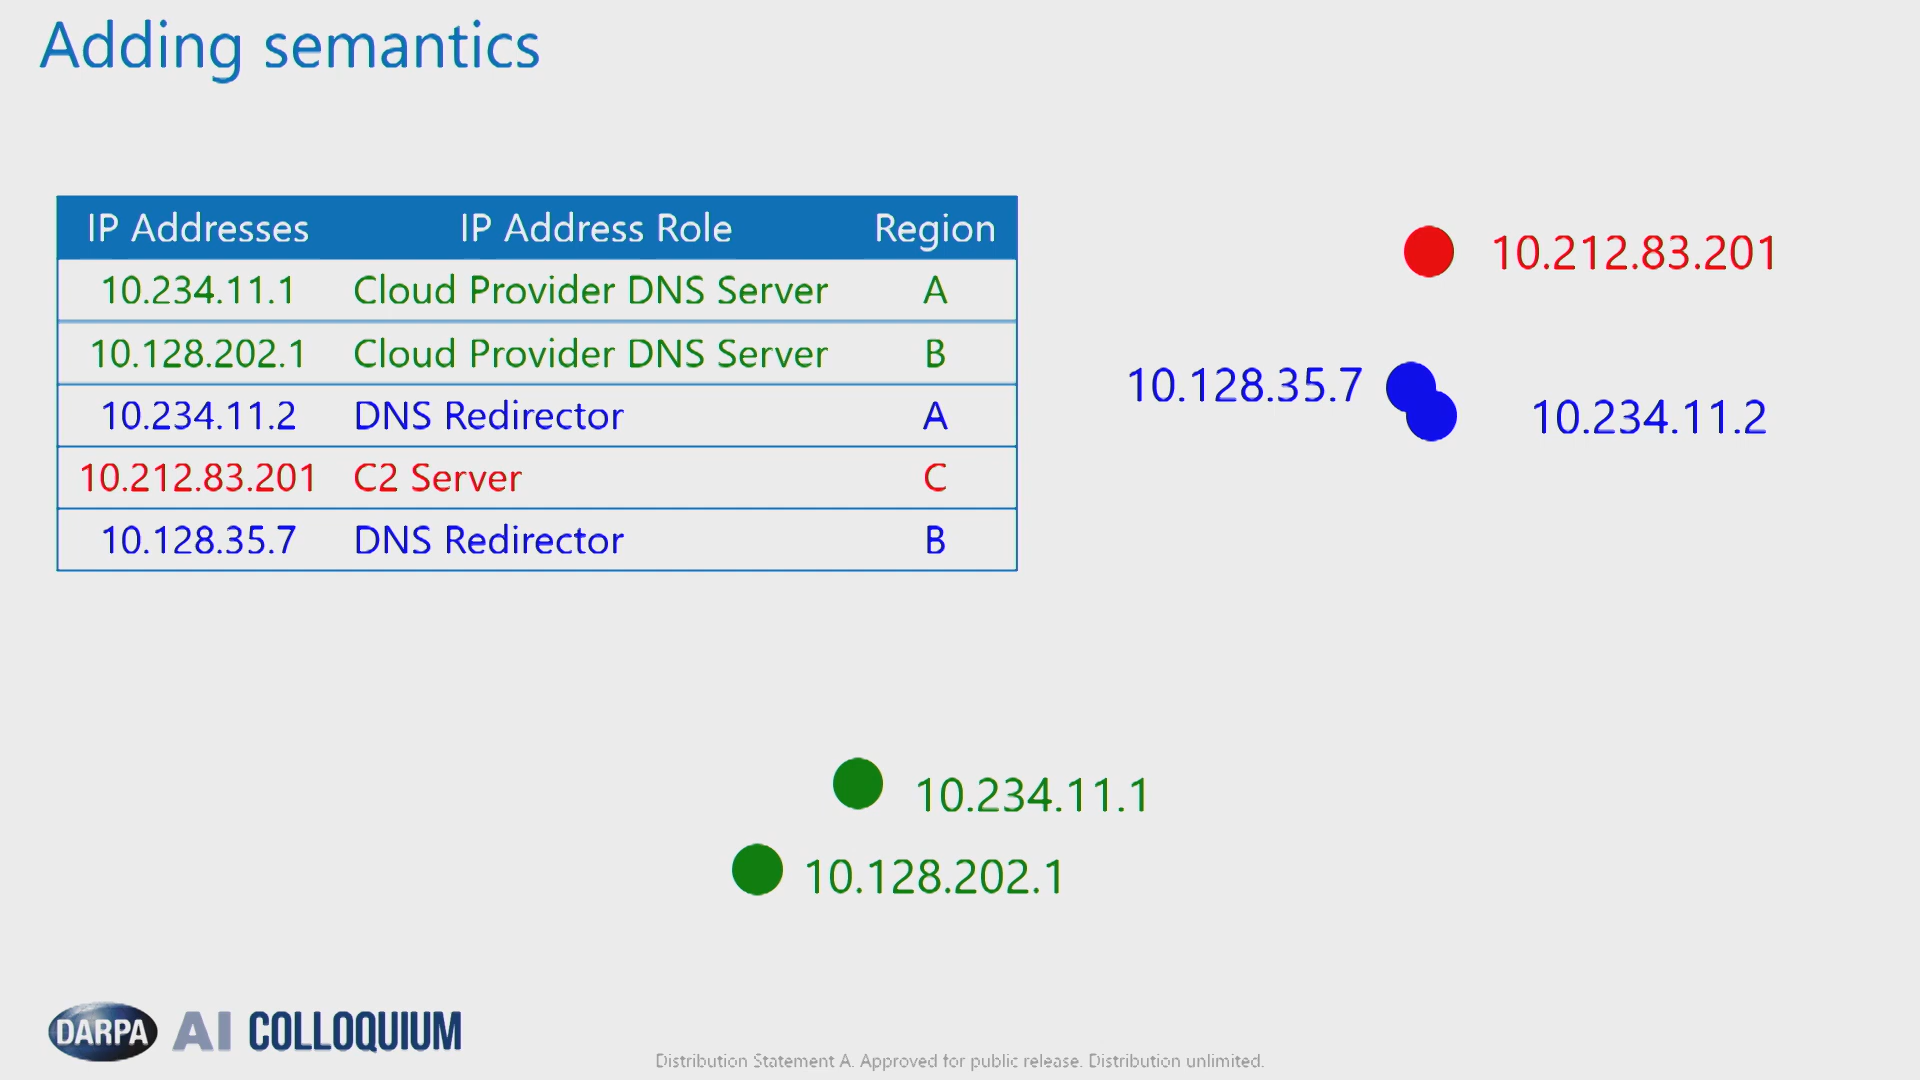 Adding semantics
IP Addresses IP Address Role Region
10.234.11.1 Cloud Provider DNS Server A
10.128.202.1 Cloud Provider DNS Server B
10.234.11.2 DNS Redirector A
10.212.83.201 C2 Server C
10.128.35.7 DNS Redirector B
10.212.83.201
10.128.35.7
10.234.11.2
10.234.11.1
10.128.202.1
DARPA AI COLLOQUIUM
Distribution Statement A. Approved for public release. Distribution unlimited.